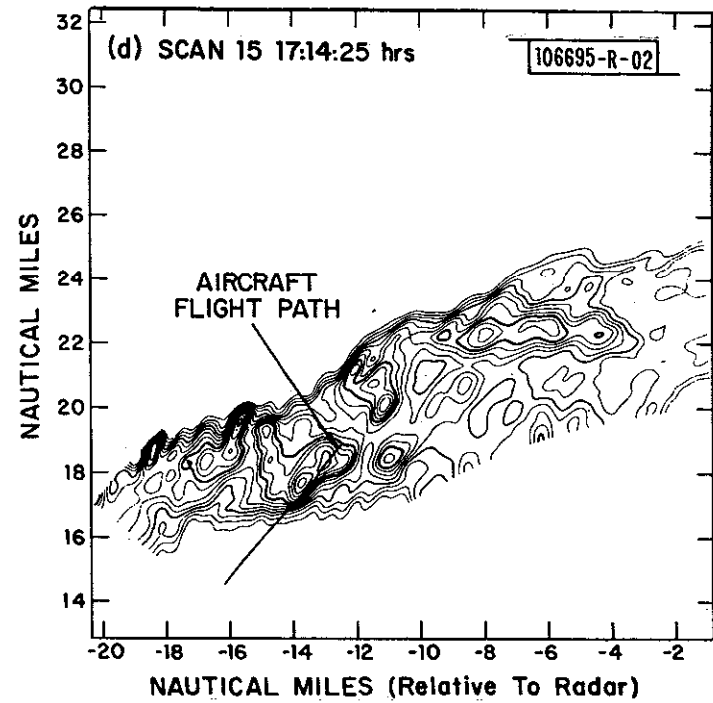 (d) SCAN 15 17:14:25 hrs
106695-R-02
32
30
28
26
24
22
20
18
16
14
NAUTICAL MILES
AIRCRAFT
FLIGHT PATH
-20 -18 -16 -14 -12 -10 -8 -6 -4 -2
NAUTICAL MILES (Relative To Radar)